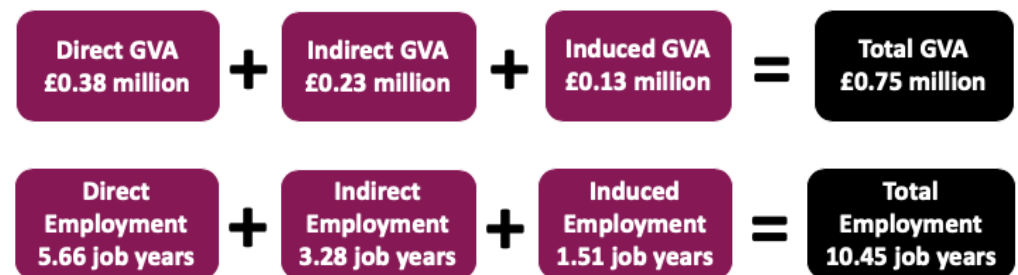 Direct GVA
£0.38 million
+
Indirect GVA
£0.23 million
+
Induced GVA
£0.13 million
=
Total GVA
£0.75 million
Direct
Employment
5.66 job years
+
Indirect
Employment
3.28 job years
+
Induced
Employment
1.51 job years
=
Total
Employment
10.45 job years